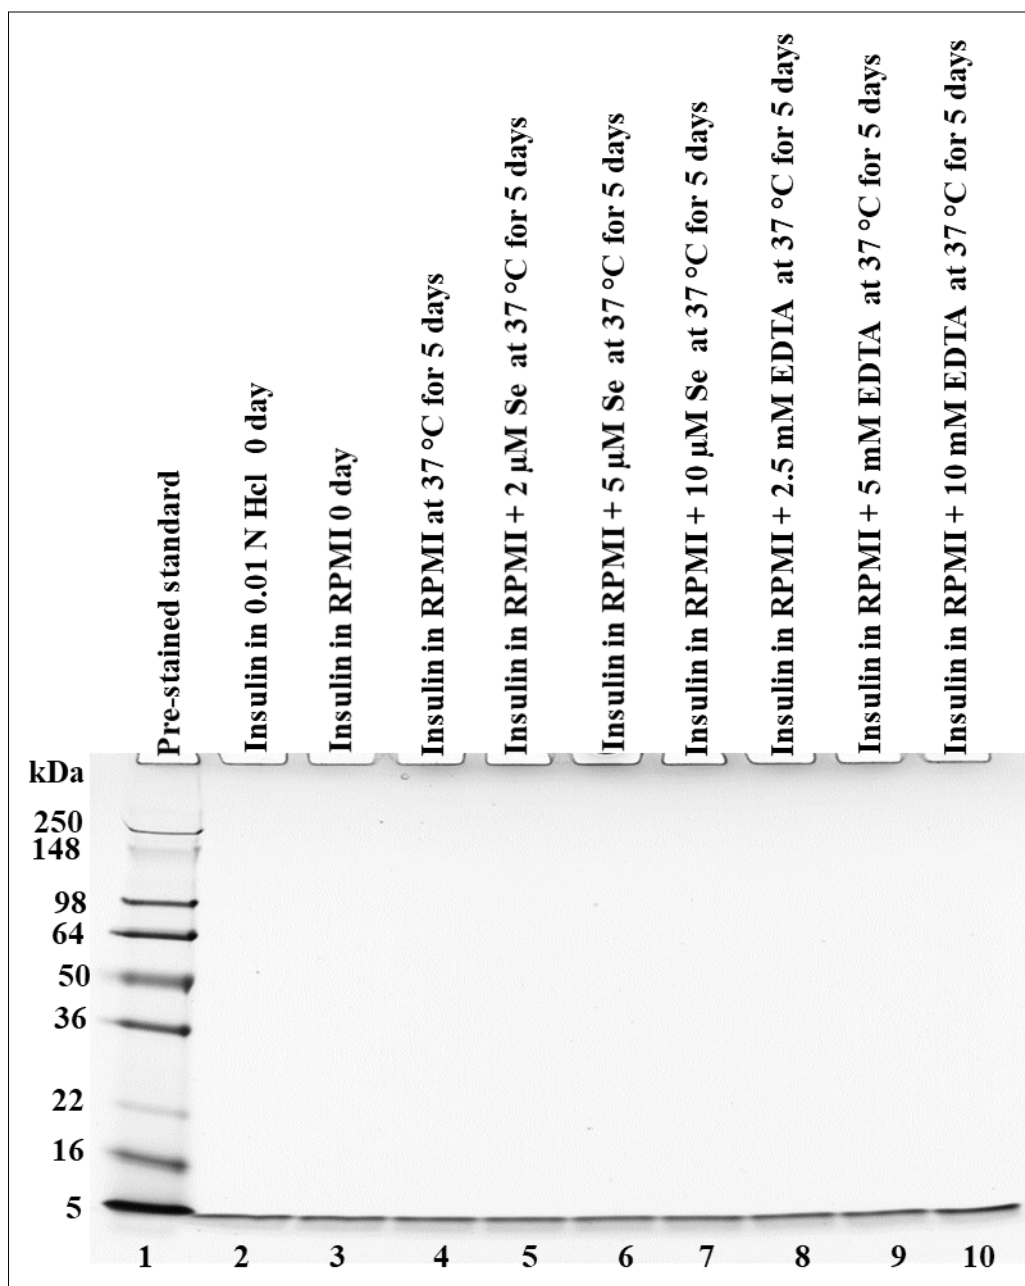 Pre-stained standard
Insulin in 0.01 N Hcl 0 day
Insulin in RPMI 0 day
Insulin in RPMI at 37 °C for 5 days
Insulin in RPMI + 2 µM Se at 37 °C for 5 days
Insulin in RPMI + 5 µM Se at 37 °C for 5 days
Insulin in RPMI + 10 µM Se at 37 °C for 5 days
Insulin in RPMI + 2.5 mM EDTA at 37 °C for 5 days
Insulin in RPMI + 5 mM EDTA at 37 °C for 5 days
Insulin in RPMI + 10 mM EDTA at 37 °C for 5 days
kDa
250
148
98
64
50
36
22
16
5
1 2 3 4 5 6 7 8 9 10